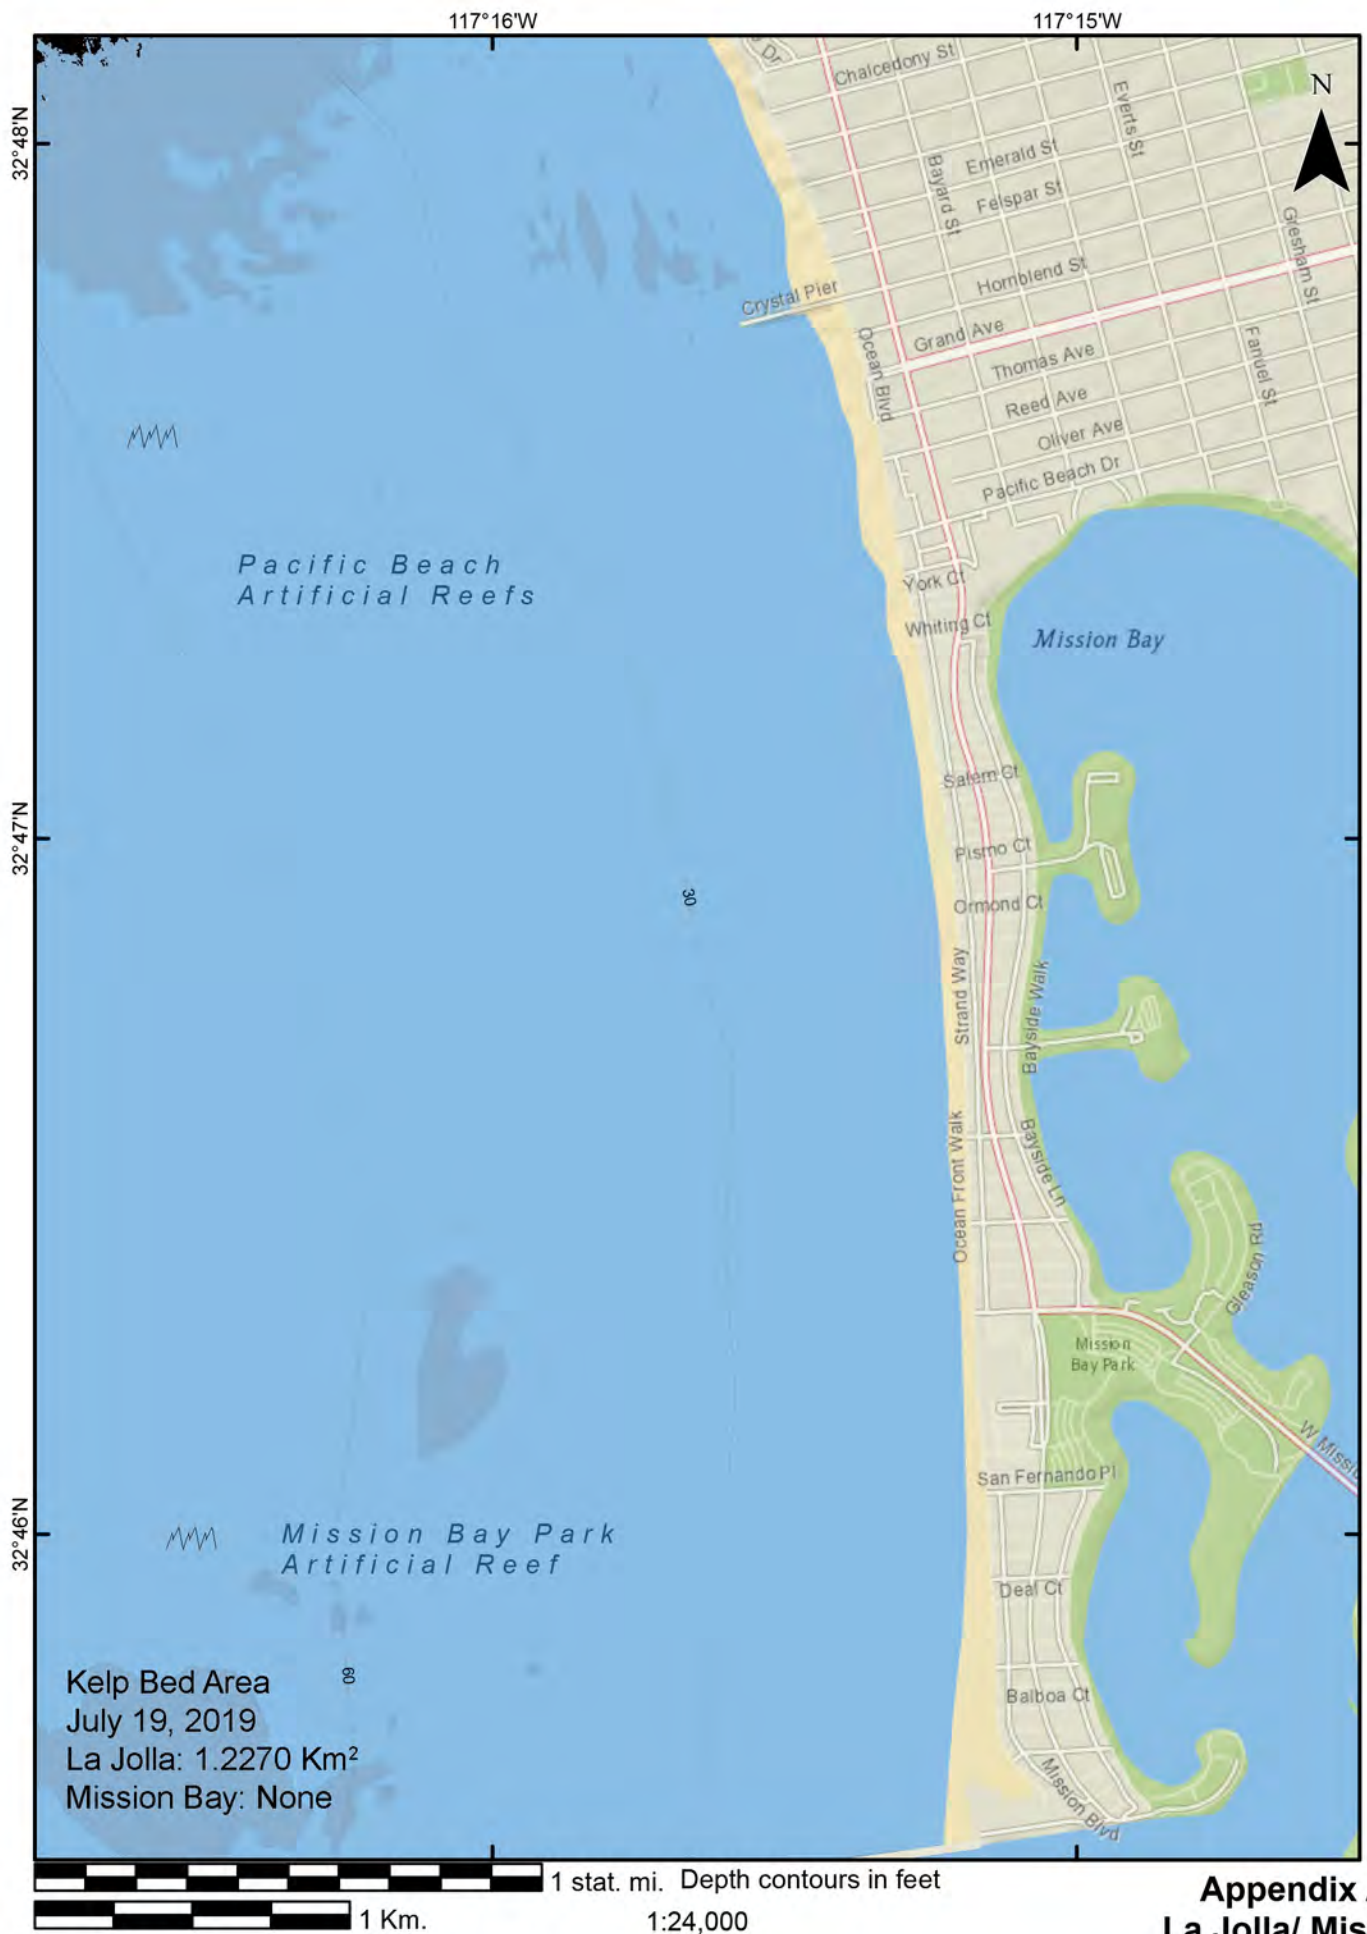 117°16'W
117°15'W
32°48'N
32°47'N
32°46'N
N
Dr
Chalcedony St
Everts St
Emerald St
Bayard St
Felspar St
Gresham St
Hornblend St
Crystal Pier
Grand Ave
Ocean Blvd
Thomas Ave
Fanuel St
Reed Ave
Oliver Ave
Pacific Beach Dr
Pacific Beach
Artificial Reefs
York Ct
Whiting Ct
Mission Bay
Salem Ct
Pismo Ct
30
Ormond Ct
Strand Way
Bayside Walk
Ocean Front Walk
Bayside Ln
Gleason Rd
Mission
Bay Park
W Missi
San Fernando Pl
Mission Bay Park
Artificial Reef
Deal Ct
60
Balboa Ct
Mission Blvd
Kelp Bed Area
July 19, 2019
La Jolla: 1.2270 Km²
Mission Bay: None
1 stat. mi. Depth contours in feet
1 Km.
1:24,000
Appendix
La Jolla/ Mis